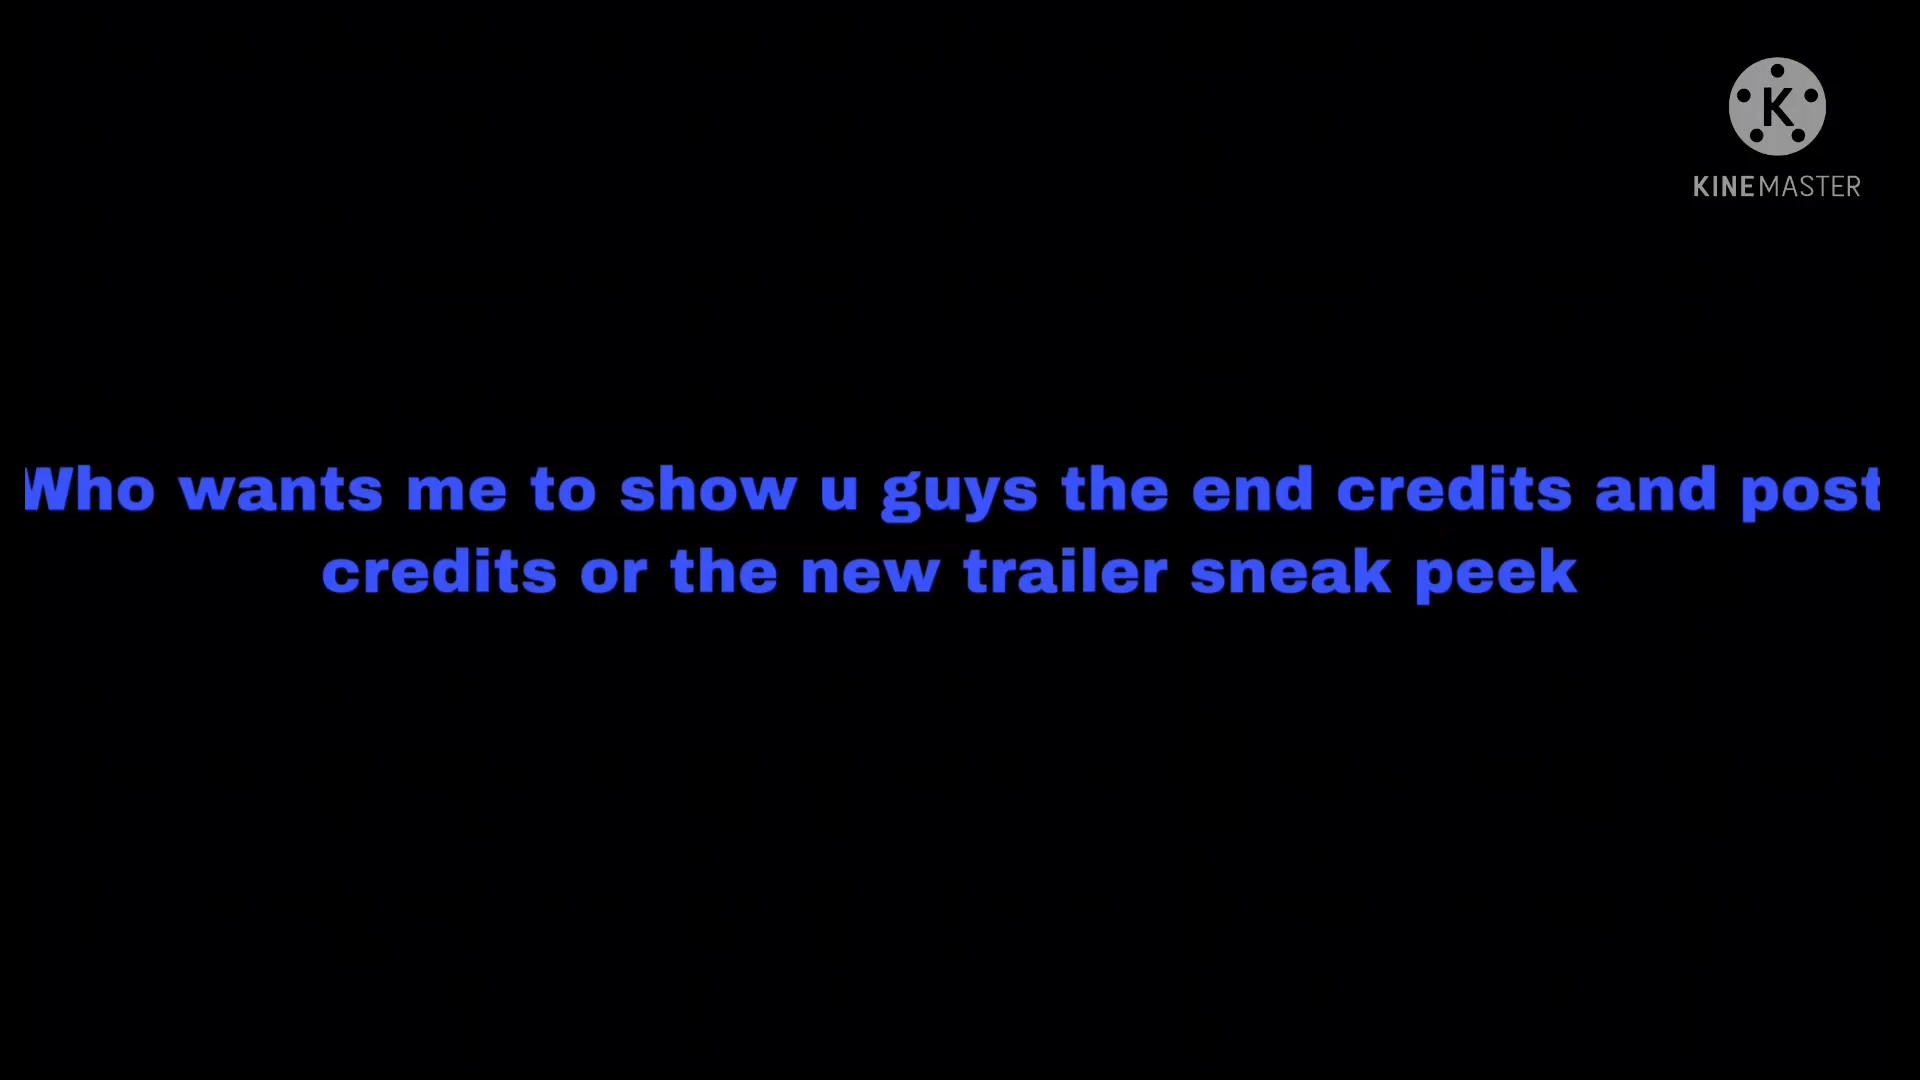 K
KINEMASTER
Who wants me to show u guys the end credits and post
credits or the new trailer sneak peek